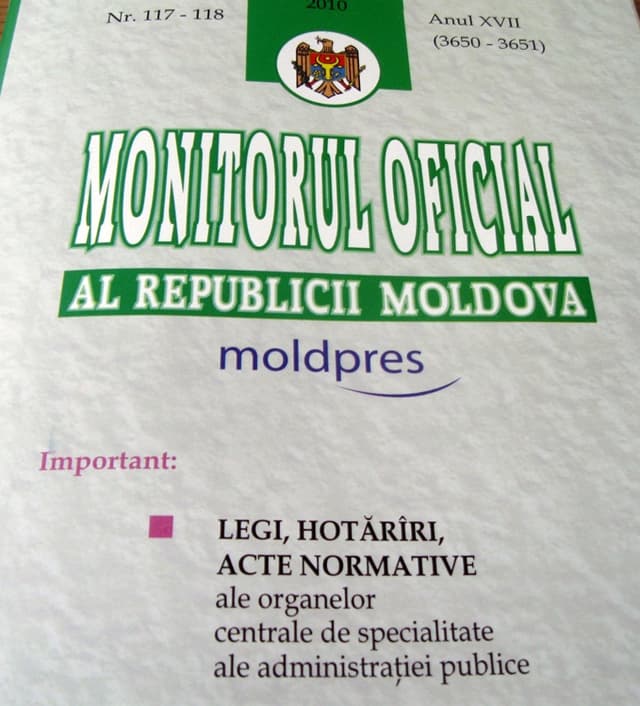 2010
Nr. 117 - 118
Anul XVII
(3650 - 3651)
MONITORUL OFICIAL
AL REPUBLICII MOLDOVA
moldpres
Important:
LEGI, HOTĂRÎRI,
ACTE NORMATIVE
ale organelor
centrale de specialitate
ale administrației publice